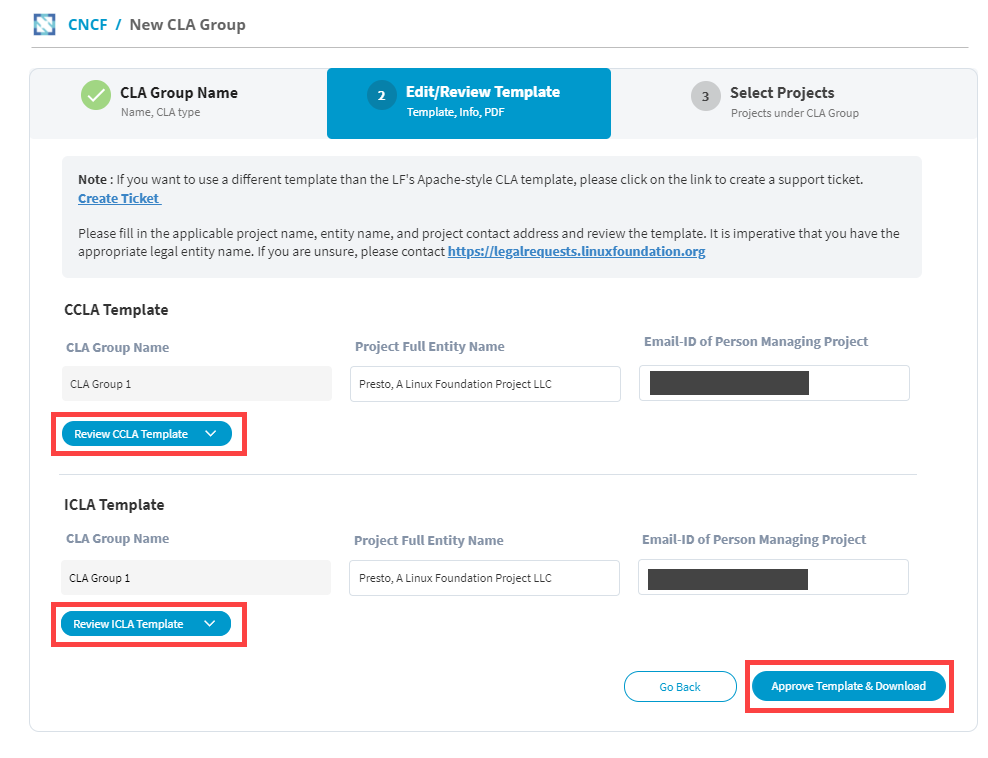 CNCF / New CLA Group
CLA Group Name
Name, CLA type
2
Edit/Review Template
Template, Info, PDF
3
Select Projects
Projects under CLA Group
Note : If you want to use a different template than the LF's Apache-style CLA template, please click on the link to create a support ticket.
Create Ticket
Please fill in the applicable project name, entity name, and project contact address and review the template. It is imperative that you have the
appropriate legal entity name. If you are unsure, please contact https://legalrequests.linuxfoundation.org
CCLA Template
CLA Group Name
Project Full Entity Name
Email-ID of Person Managing Project
CLA Group 1
Presto, A Linux Foundation Project LLC
Review CCLA Template
ICLA Template
CLA Group Name
Project Full Entity Name
Email-ID of Person Managing Project
CLA Group 1
Presto, A Linux Foundation Project LLC
Review ICLA Template
Go Back
Approve Template & Download